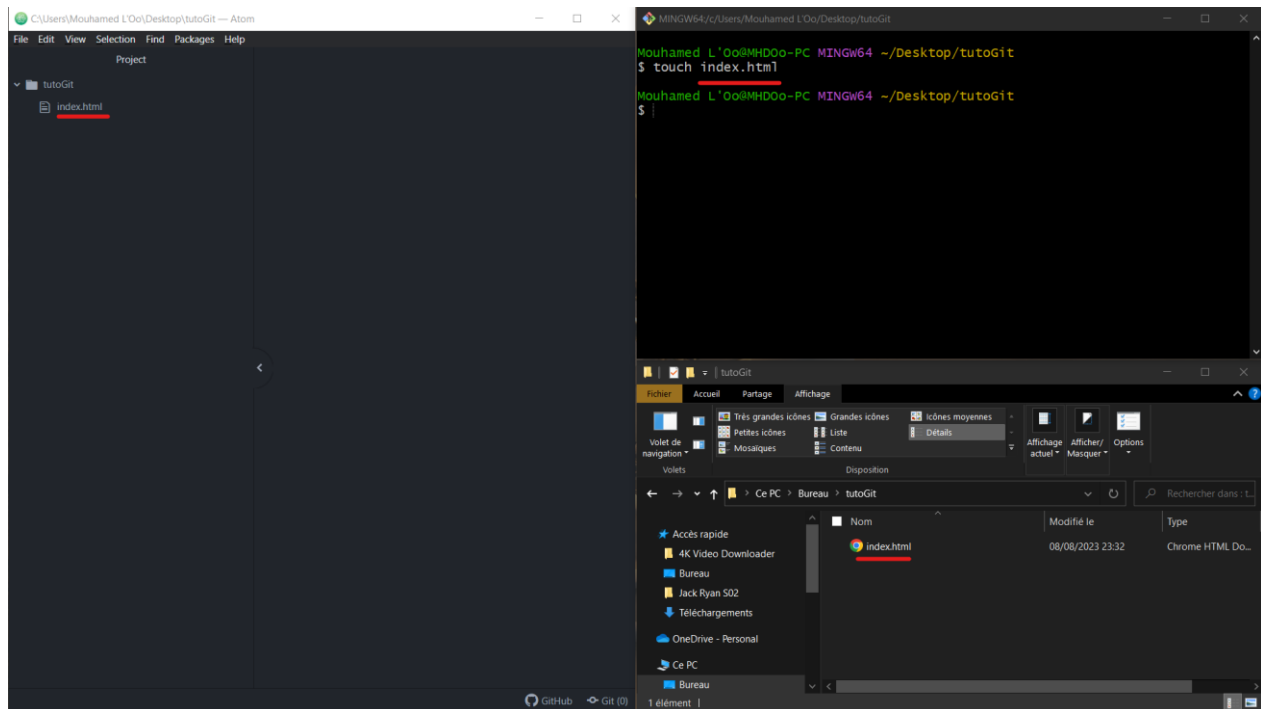 C:\Users\Mouhamed L'Oo\Desktop\tutoGit — Atom
File Edit View Selection Find Packages Help
Project
tutoGit
index.html
GitHub Git (0)
MINGW64:/c/Users/Mouhamed L'Oo/Desktop/tutoGit
Mouhamed L'Oo@MHDOo-PC MINGW64 ~/Desktop/tutoGit
$ touch index.html
Mouhamed L'Oo@MHDOo-PC MINGW64 ~/Desktop/tutoGit
$
tutoGit
Fichier Accueil Partage Affichage
Volet de navigation
Très grandes icônes Grandes icônes Icônes moyennes
Petites icônes Liste Détails
Mosaïques Contenu
Affichage actuel
Afficher/ Masquer
Options
Volets Disposition
Ce PC > Bureau > tutoGit
Rechercher dans : t...
Nom Modifié le Type
index.html 08/08/2023 23:32 Chrome HTML Do...
Accès rapide
4K Video Downloader
Bureau
Jack Ryan S02
Téléchargements
OneDrive - Personal
Ce PC
Bureau
1 élément